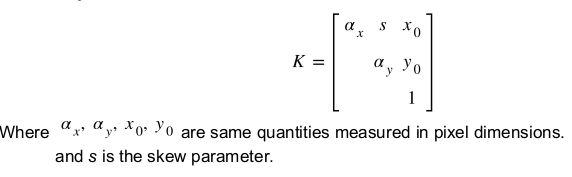 K = [ α_x s x_0
α_y y_0
1 ]
Where α_x, α_y, x_0, y_0 are same quantities measured in pixel dimensions.
and s is the skew parameter.